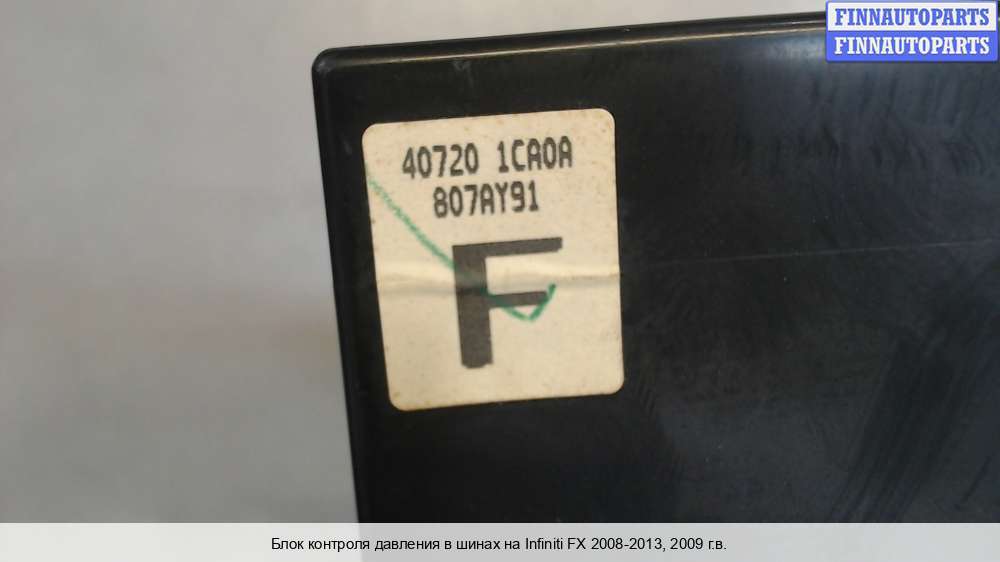 FINNAUTOPARTS
FINNAUTOPARTS
40720 1CA0A
807AY91
F
Блок контроля давления в шинах на Infiniti FX 2008-2013, 2009 г.в.